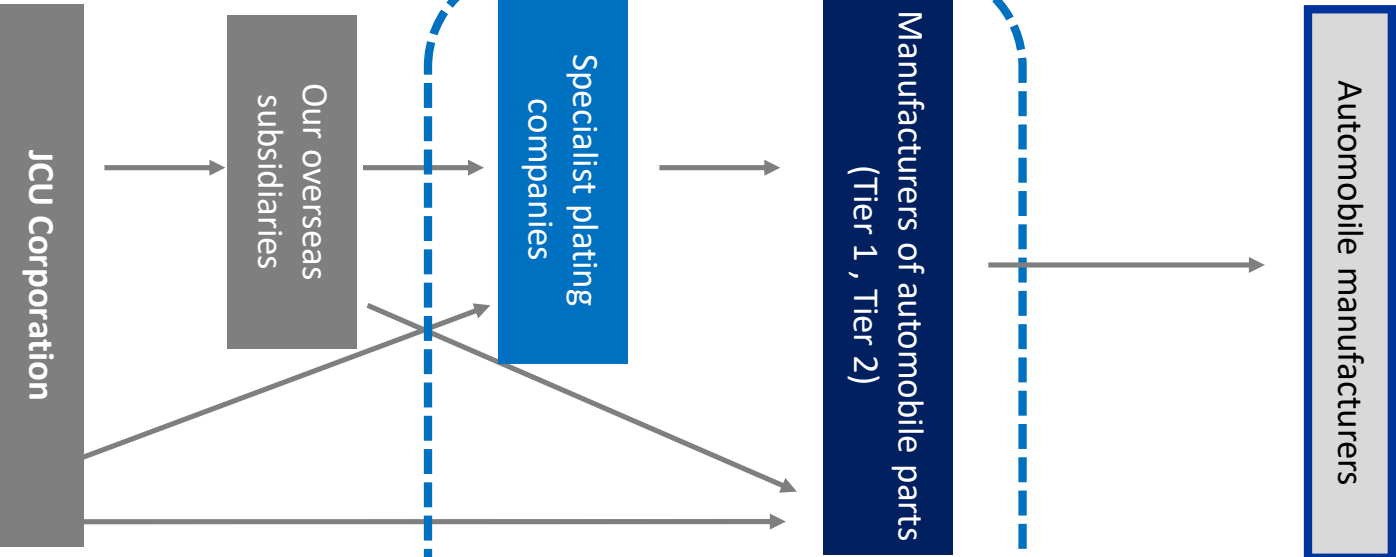 JCU Corporation
Our overseas
subsidiaries
Specialist plating
companies
Manufacturers of automobile parts
(Tier 1 , Tier 2)
Automobile manufacturers